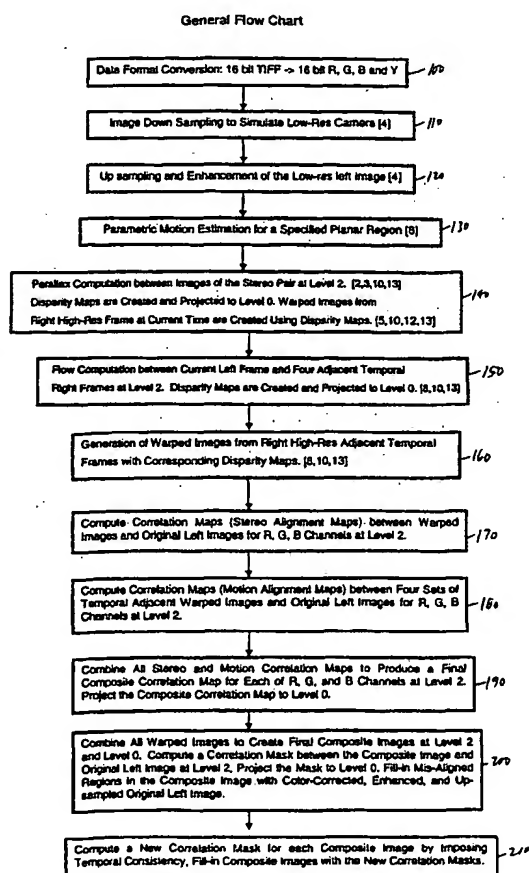 General Flow Chart
Data Format Conversion: 16 bit TIFF -> 16 bit R, G, B and Y
100
Image Down Sampling to Simulate Low-Res Camera [4]
110
Up sampling and Enhancement of the Low-res left image [4]
120
Parametric Motion Estimation for a Specified Planar Region [8]
130
Parallax Computation between Images of the Stereo Pair at Level 2. [2,3,10,13]
Disparity Maps are Created and Projected to Level 0. Warped Images from
Right High-Res Frame at Current Time are Created Using Disparity Maps. [5,10,12,13]
140
Flow Computation between Current Left Frame and Four Adjacent Temporal
Right Frames at Level 2. Disparity Maps are Created and Projected to Level 0. [8,10,13]
150
Generation of Warped Images from Right High-Res Adjacent Temporal
Frames with Corresponding Disparity Maps. [8,10,13]
160
Compute Correlation Maps (Stereo Alignment Maps) between Warped
Images and Original Left Images for R, G, B Channels at Level 2.
170
Compute Correlation Maps (Motion Alignment Maps) between Four Sets of
Temporal Adjacent Warped Images and Original Left Images for R, G, B
Channels at Level 2.
180
Combine All Stereo and Motion Correlation Maps to Produce a Final
Composite Correlation Map for Each of R, G, and B Channels at Level 2.
Project the Composite Correlation Map to Level 0.
190
Combine All Warped Images to Create Final Composite Images at Level 2
and Level 0. Compute a Correlation Mask between the Composite Image and
Original Left Image at Level 2, Project the Mask to Level 0. Fill-in Mis-Aligned
Regions in the Composite Image with Color-Corrected, Enhanced, and Up-
sampled Original Left Image.
200
Compute a New Correlation Mask for each Composite Image by Imposing
Temporal Consistency, Fill-in Composite Images with the New Correlation Masks.
210